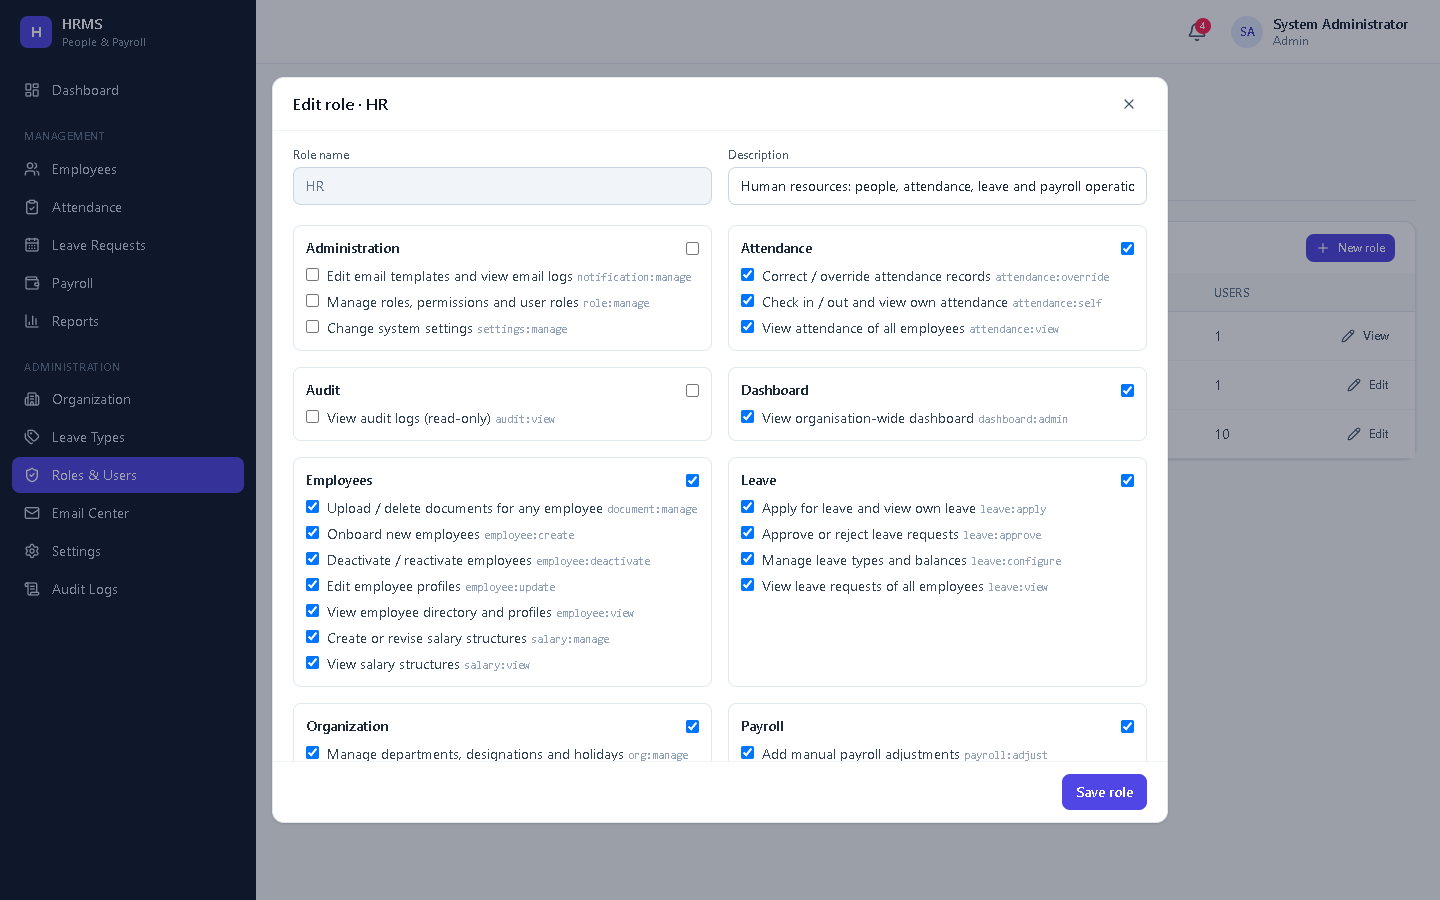 H
HRMS
People & Payroll
Dashboard
MANAGEMENT
Employees
Attendance
Leave Requests
Payroll
Reports
ADMINISTRATION
Organization
Leave Types
Roles & Users
Email Center
Settings
Audit Logs
4
SA
System Administrator
Admin
New role
USERS
1
View
1
Edit
10
Edit
Edit role · HR
Role name
HR
Description
Human resources: people, attendance, leave and payroll operatio
Administration
Edit email templates and view email logs notification:manage
Manage roles, permissions and user roles role:manage
Change system settings settings:manage
Attendance
Correct / override attendance records attendance:override
Check in / out and view own attendance attendance:self
View attendance of all employees attendance:view
Audit
View audit logs (read-only) audit:view
Dashboard
View organisation-wide dashboard dashboard:admin
Employees
Upload / delete documents for any employee document:manage
Onboard new employees employee:create
Deactivate / reactivate employees employee:deactivate
Edit employee profiles employee:update
View employee directory and profiles employee:view
Create or revise salary structures salary:manage
View salary structures salary:view
Leave
Apply for leave and view own leave leave:apply
Approve or reject leave requests leave:approve
Manage leave types and balances leave:configure
View leave requests of all employees leave:view
Organization
Manage departments, designations and holidays org:manage
Payroll
Add manual payroll adjustments payroll:adjust
Save role